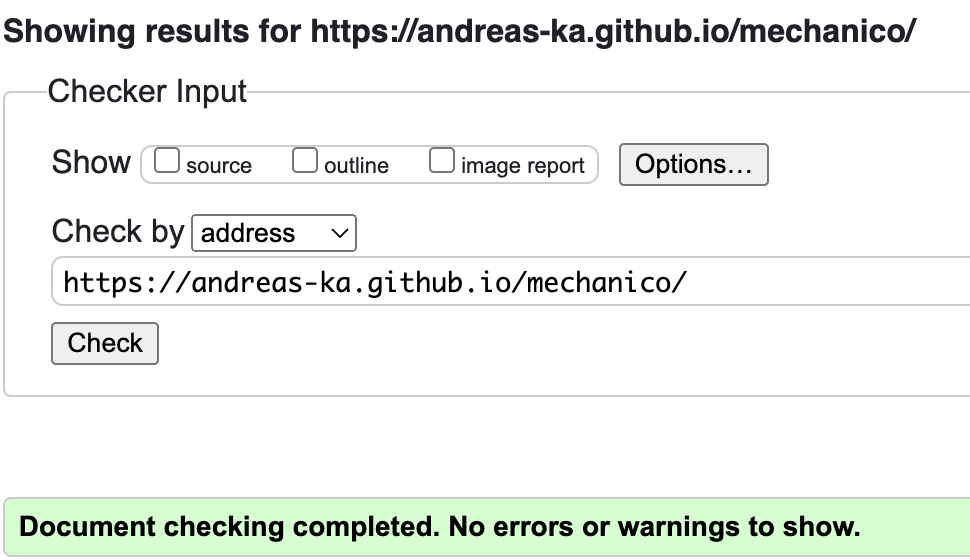 Showing results for https://andreas-ka.github.io/mechanico/
Checker Input
Show source outline image report Options…
Check by address
https://andreas-ka.github.io/mechanico/
Check
Document checking completed. No errors or warnings to show.